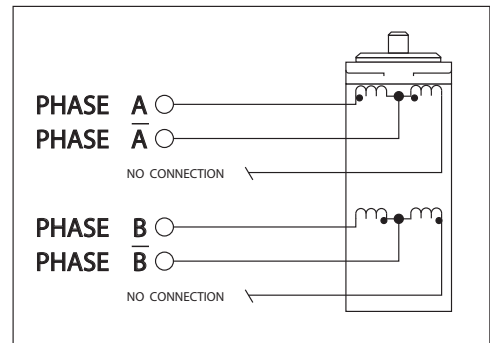 PHASE A
PHASE A̅
NO CONNECTION
PHASE B
PHASE B̅
NO CONNECTION